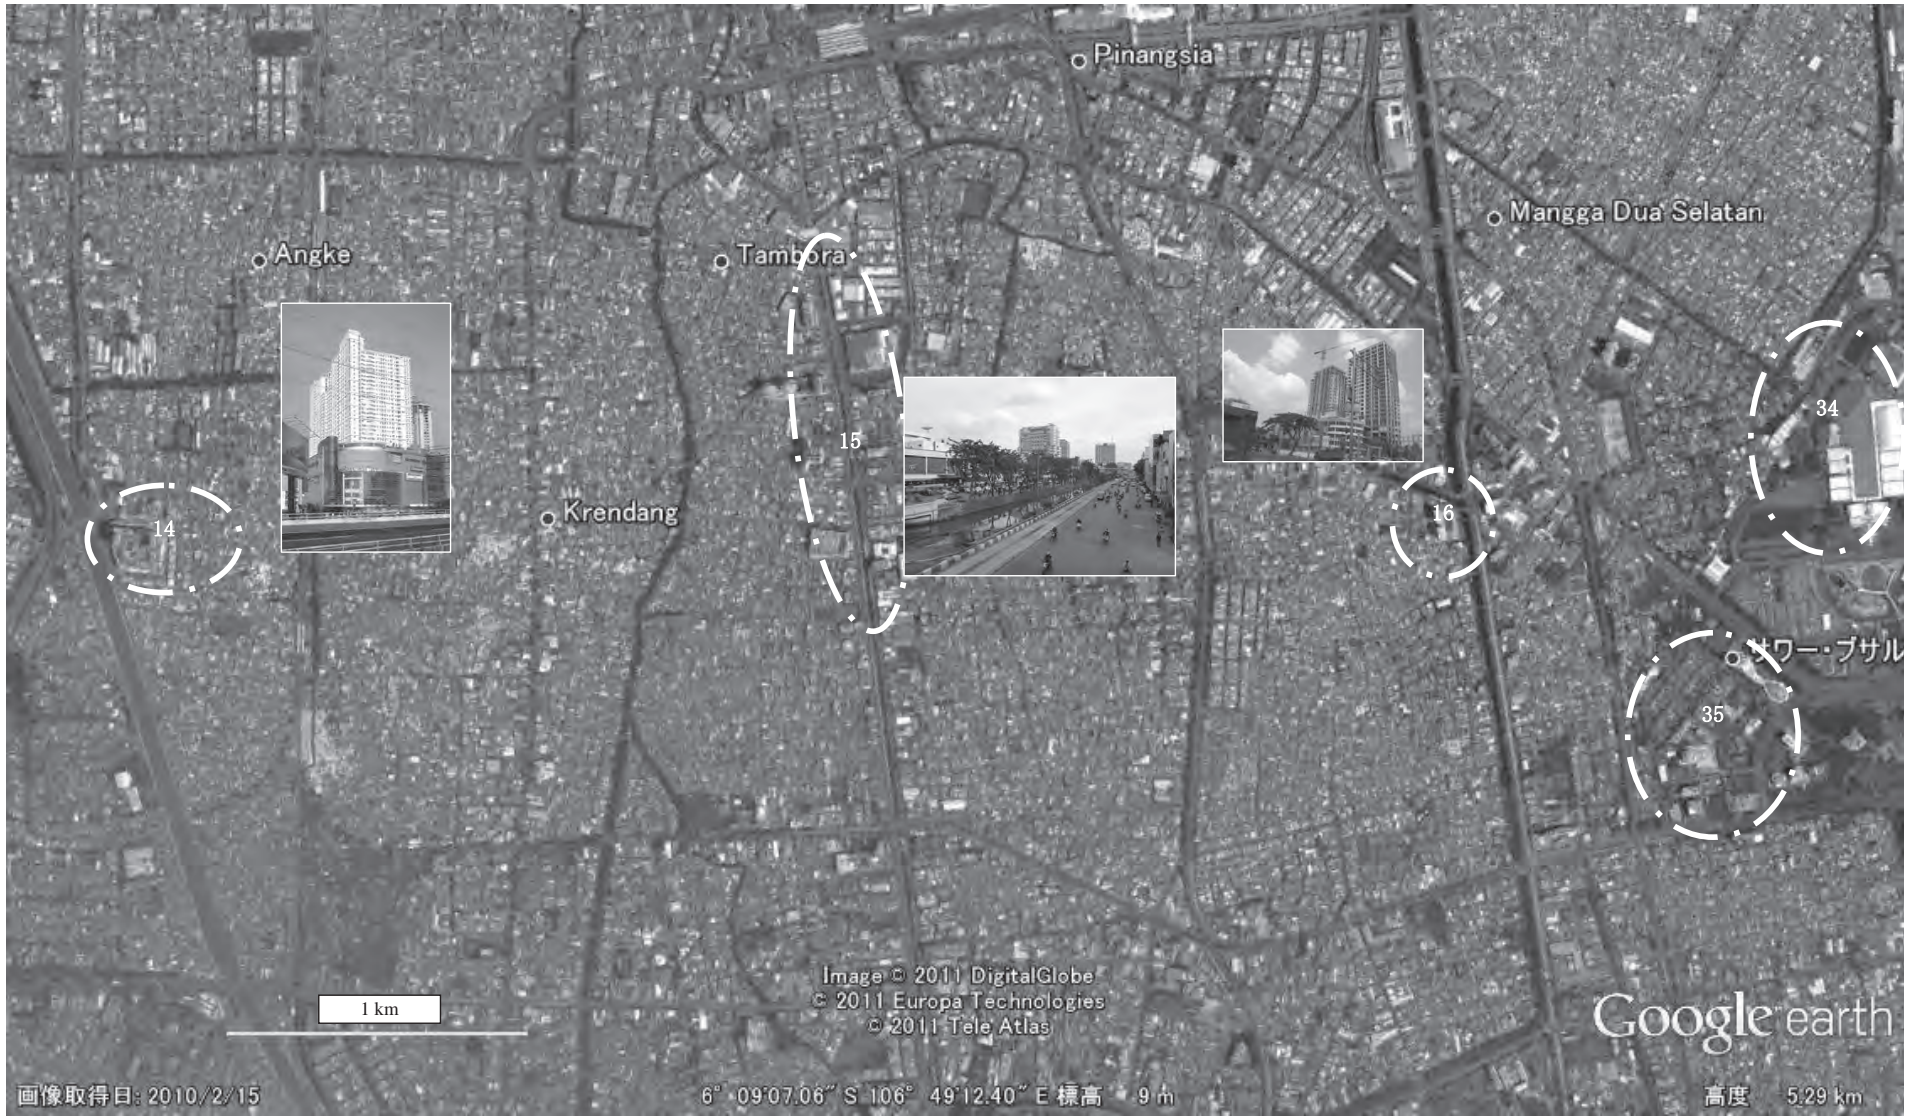 Pinangsia
Mangga Dua Selatan
Angke
Tambora
34
15
16
Krendang
14
サワー・ブサル
35
Image © 2011 DigitalGlobe
© 2011 Europa Technologies
© 2011 Tele Atlas
1 km
Google earth
画像取得日: 2010/2/15
6° 09'07.06" S 106° 49'12.40" E 標高 9 m
高度 5.29 km